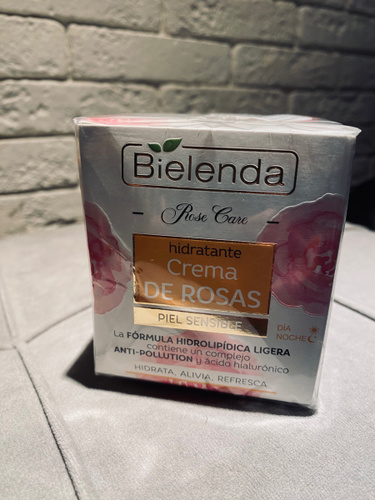 Bielenda
Rose Care
hidratante
Crema
DE ROSAS
PIEL SENSIBLE
DÍA
NOCHE
La FÓRMULA HIDROLIPÍDICA LIGERA
contiene un complejo
ANTI-POLLUTION y ácido hialurónico
HIDRATA, ALIVIA, REFRESCA